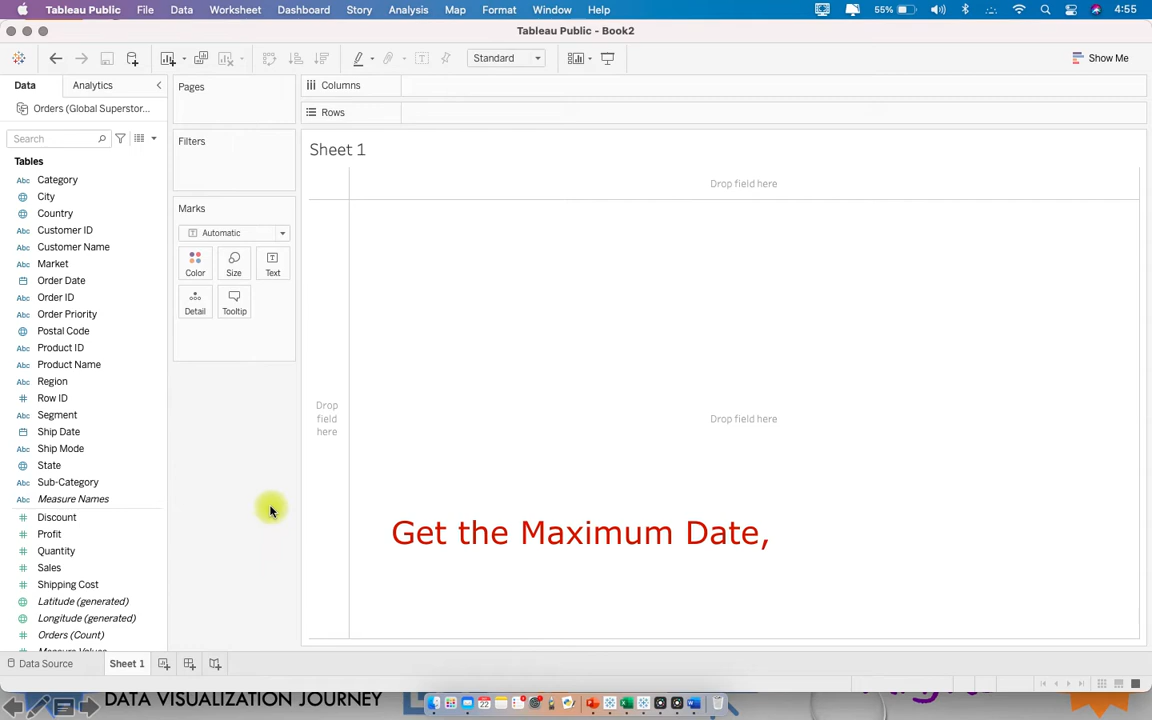 Tableau Public File Data Worksheet Dashboard Story Analysis Map Format Window Help 55% 4:55
Tableau Public - Book2
Standard Show Me
Data Analytics Pages Columns
Orders (Global Superstor... Rows
Search Filters
Sheet 1
Tables
Category
City
Country
Customer ID
Customer Name
Market
Order Date
Order ID
Order Priority
Postal Code
Product ID
Product Name
Region
Row ID
Segment
Ship Date
Ship Mode
State
Sub-Category
Measure Names
Discount
Profit
Quantity
Sales
Shipping Cost
Latitude (generated)
Longitude (generated)
Orders (Count)
Measure Values
Marks
Automatic
Color Size Text
Detail Tooltip
Drop field here
Drop
field
here
Drop field here
Get the Maximum Date,
Data Source Sheet 1
DATA VISUALIZATION JOURNEY